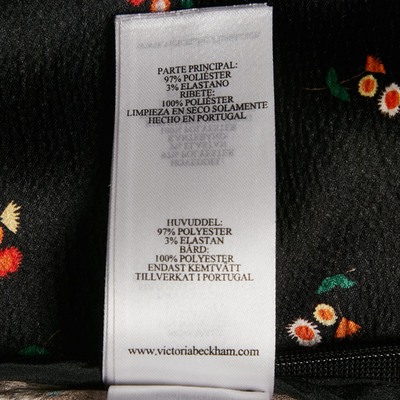 PARTE PRINCIPAL:
97% POLIÉSTER
3% ELASTANO
RIBETE:
100% POLIÉSTER
LIMPIEZA EN SECO SOLAMENTE
HECHO EN PORTUGAL
HUVUDDEL:
97% POLYESTER
3% ELASTAN
BÅRD:
100% POLYESTER
ENDAST KEMTVÄTT
TILLVERKAT I PORTUGAL
www.victoriabeckham.com